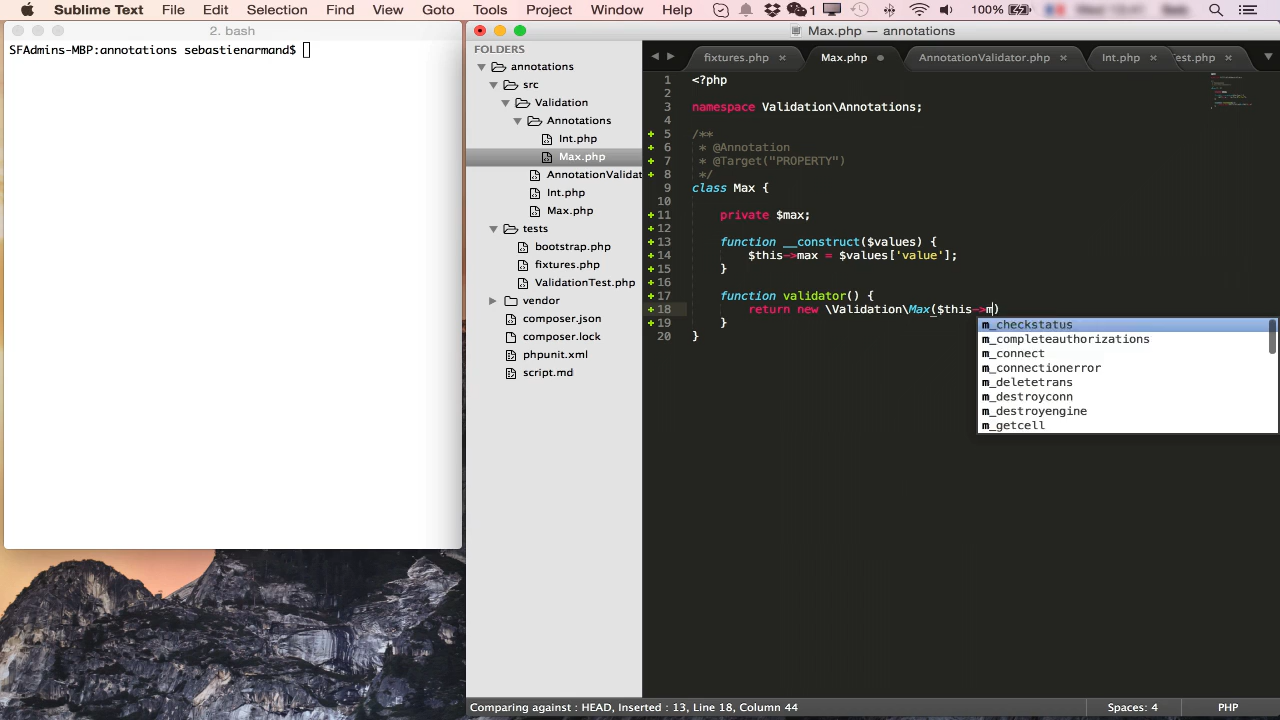 Sublime Text File Edit Selection Find View Goto Tools Project Window Help 1 100%
2. bash
SFAdmins-MBP:annotations sebastienarmand$
Max.php — annotations
FOLDERS
annotations
src
Validation
Annotations
Int.php
Max.php
AnnotationValidat
Int.php
Max.php
tests
bootstrap.php
fixtures.php
ValidationTest.php
vendor
composer.json
composer.lock
phpunit.xml
script.md
fixtures.php × Max.php AnnotationValidator.php × Int.php × Test.php ×
1 <?php
2
3 namespace Validation\Annotations;
4
5 /**
6 * @Annotation
7 * @Target("PROPERTY")
8 */
9 class Max {
10
11 private $max;
12
13 function __construct($values) {
14 $this->max = $values['value'];
15 }
16
17 function validator() {
18 return new \Validation\Max($this->m)
19 }
20 }
m_checkstatus
m_completeauthorizations
m_connect
m_connectionerror
m_deletetrans
m_destroyconn
m_destroyengine
m_getcell
Comparing against : HEAD, Inserted : 13, Line 18, Column 44 Spaces: 4 PHP